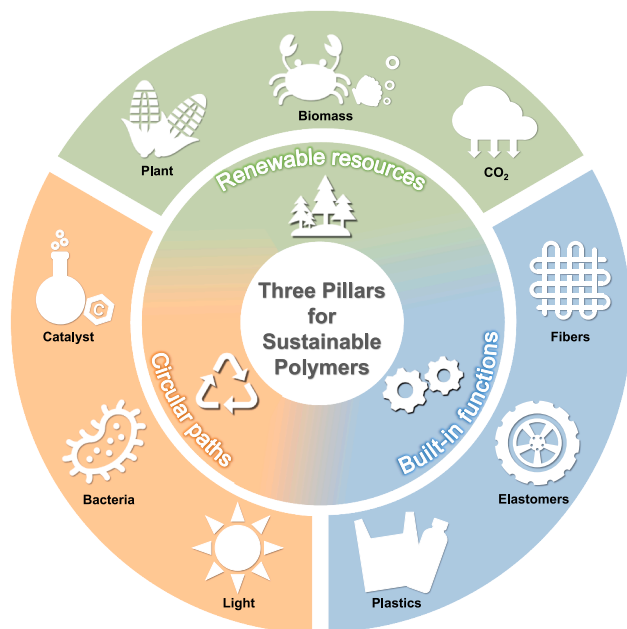 Biomass
Plant
CO₂
Renewable resources
Catalyst
C
Fibers
Three Pillars
for
Sustainable
Polymers
Circular paths
Built-in functions
Bacteria
Elastomers
Light
Plastics